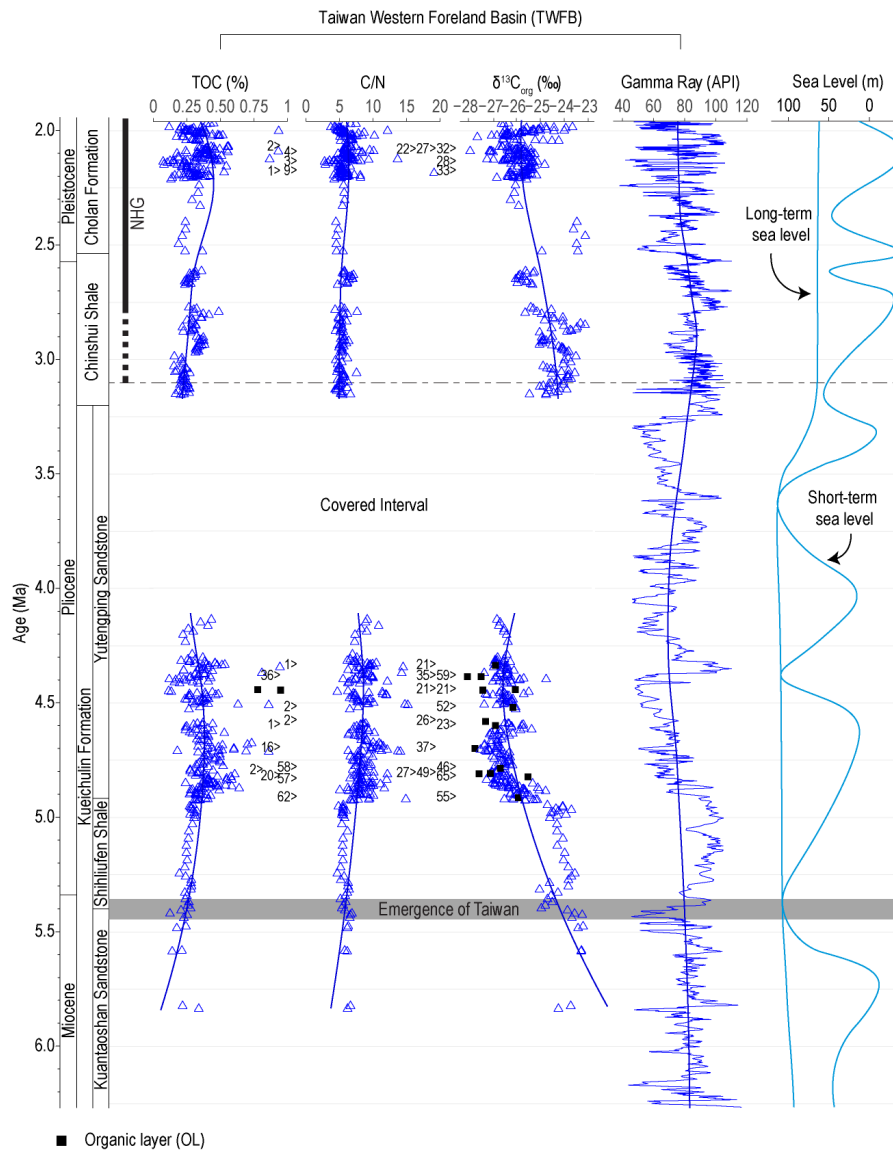 Taiwan Western Foreland Basin (TWFB)
TOC (%)
C/N
δ¹³Corg (‰)
Gamma Ray (API)
Sea Level (m)
0 0.25 0.50 0.75 1
0 5 10 15 20
−28 −27 −26 −25 −24 −23
40 60 80 100 120
100 50 0
Age (Ma)
2.0
2.5
3.0
3.5
4.0
4.5
5.0
5.5
6.0
Pleistocene
Pliocene
Miocene
Cholan Formation
Chinshui Shale
Kueichulin Formation
Yutengping Sandstone
Shihliufen Shale
Kuantaoshan Sandstone
NHG
2>
4>
3>
1> 9>
22>27>32>
28>
33>
Long-term
sea level
Covered Interval
Short-term
sea level
1>
36>
2>
2>
1>
16>
58>
2>
20>
57>
62>
21>
35>59>
21>21>
52>
26>
23>
37>
46>
27>49>65>
55>
Emergence of Taiwan
■ Organic layer (OL)